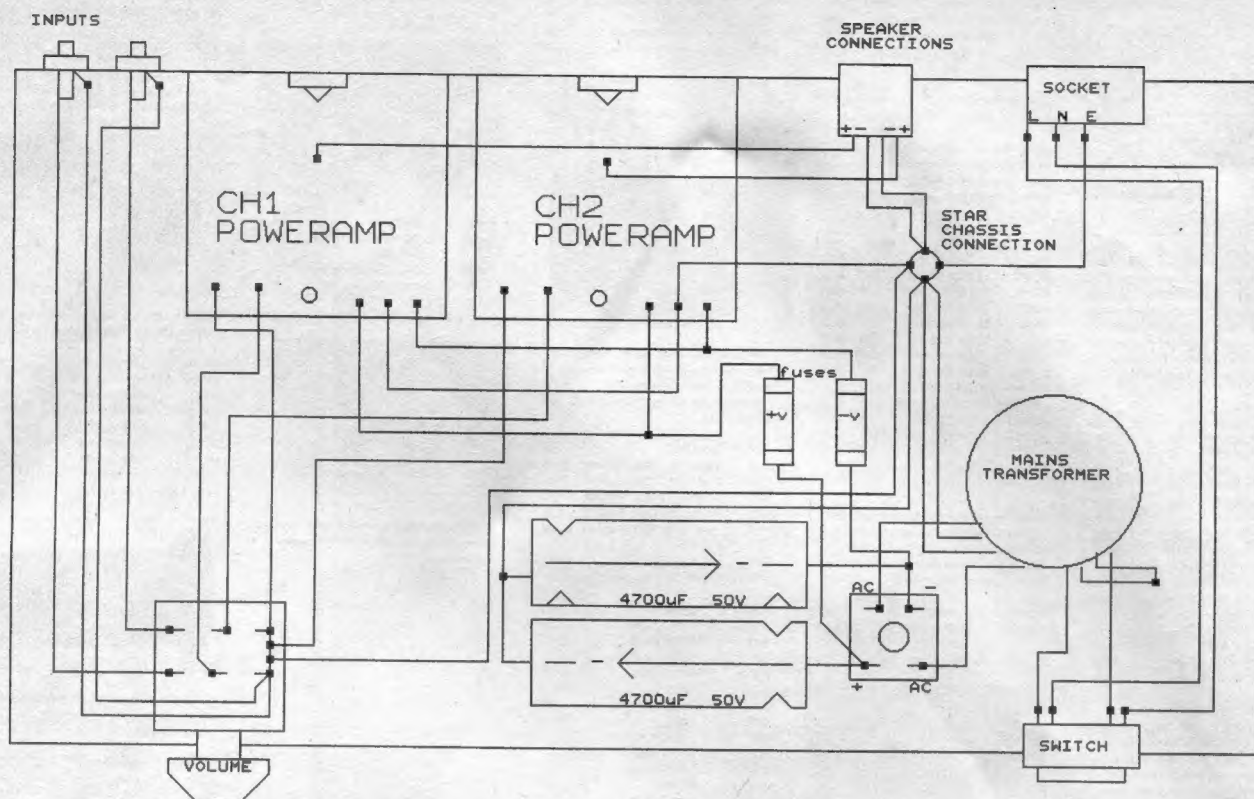 INPUTS
SPEAKER
CONNECTIONS
SOCKET
L N E
+- -+
CH1
POWERAMP
CH2
POWERAMP
STAR
CHASSIS
CONNECTION
fuses
+v
-v
MAINS
TRANSFORMER
AC -
4700uF 50V
4700uF 50V
+ AC
SWITCH
VOLUME